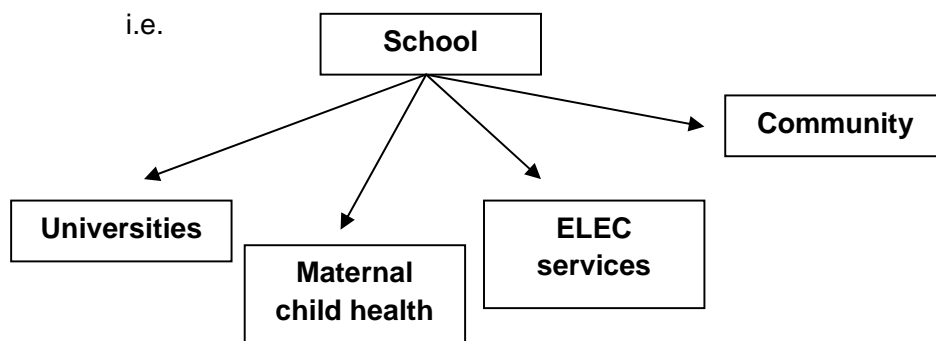 i.e.
School
Community
Universities
ELEC
services
Maternal
child health